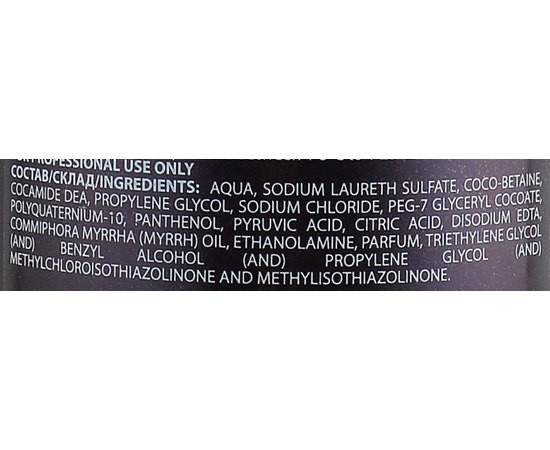 FOR PROFESSIONAL USE ONLY
СОСТАВ/СКЛАД/INGREDIENTS: AQUA, SODIUM LAURETH SULFATE, COCO-BETAINE,
COCAMIDE DEA, PROPYLENE GLYCOL, SODIUM CHLORIDE, PEG-7 GLYCERYL COCOATE,
POLYQUATERNIUM-10, PANTHENOL, PYRUVIC ACID, CITRIC ACID, DISODIUM EDTA,
COMMIPHORA MYRRHA (MYRRH) OIL, ETHANOLAMINE, PARFUM, TRIETHYLENE GLYCOL
(AND) BENZYL ALCOHOL (AND) PROPYLENE GLYCOL (AND)
METHYLCHLOROISOTHIAZOLINONE AND METHYLISOTHIAZOLINONE.